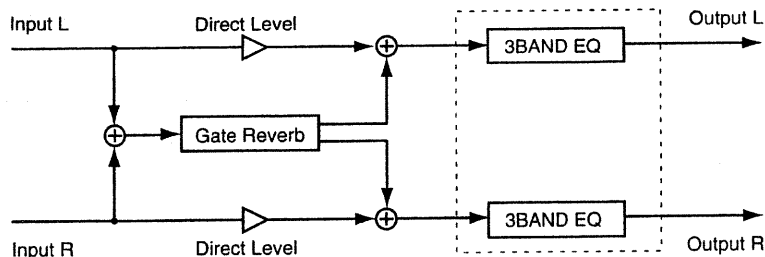 Input L
Direct Level
Output L
3BAND EQ
Gate Reverb
3BAND EQ
Input R
Direct Level
Output R